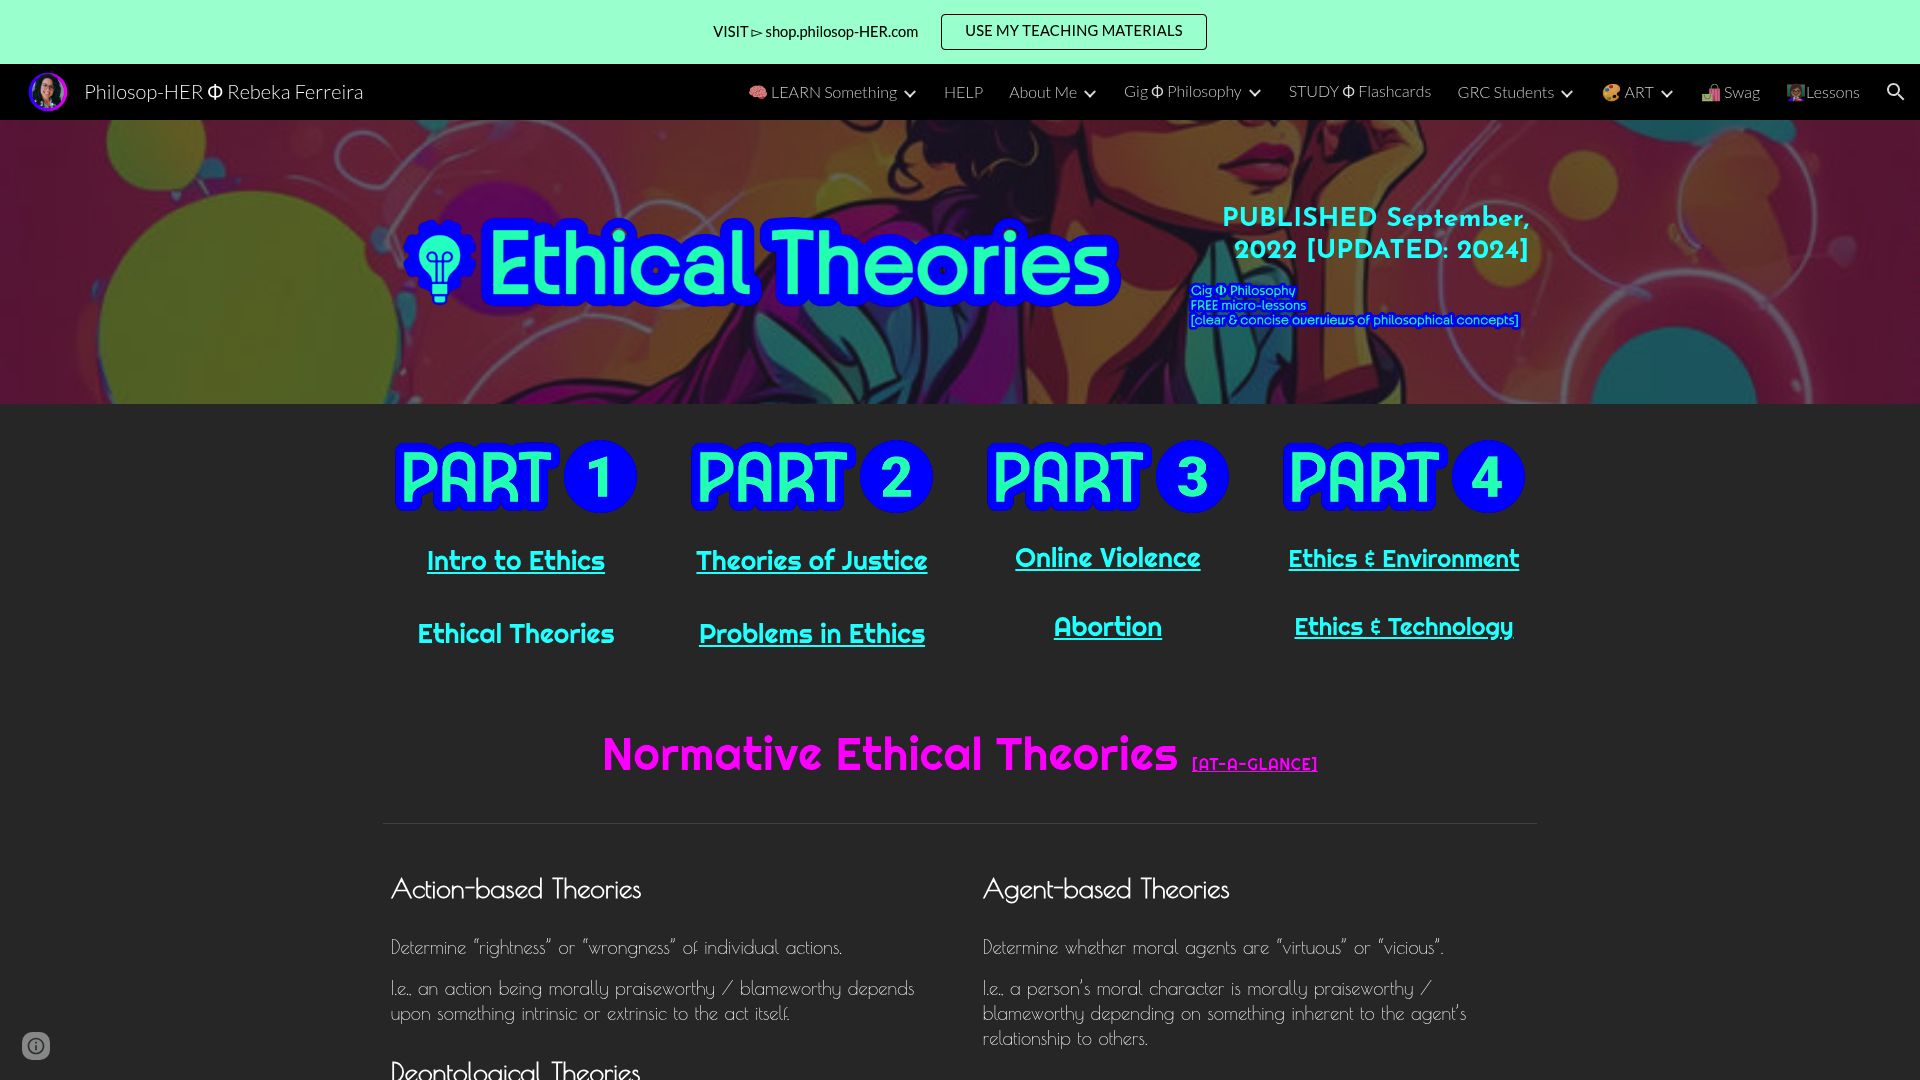 VISIT ▻ shop.philosop-HER.com
USE MY TEACHING MATERIALS
Philosop-HER Φ Rebeka Ferreira
🧠 LEARN Something
HELP
About Me
Gig Φ Philosophy
STUDY Φ Flashcards
GRC Students
🎨 ART
🛍️ Swag
👩🏽‍🏫Lessons
Ethical Theories
PUBLISHED September,
2022 [UPDATED: 2024]
Gig Φ Philosophy
FREE micro-lessons
[clear & concise overviews of philosophical concepts]
PART 1
PART 2
PART 3
PART 4
Intro to Ethics
Theories of Justice
Online Violence
Ethics & Environment
Ethical Theories
Problems in Ethics
Abortion
Ethics & Technology
Normative Ethical Theories [AT-A-GLANCE]
Action-based Theories
Determine “rightness” or “wrongness” of individual actions.
I.e., an action being morally praiseworthy / blameworthy depends
upon something intrinsic or extrinsic to the act itself.
Deontological Theories
Agent-based Theories
Determine whether moral agents are “virtuous” or “vicious”.
I.e., a person’s moral character is morally praiseworthy /
blameworthy depending on something inherent to the agent’s
relationship to others.